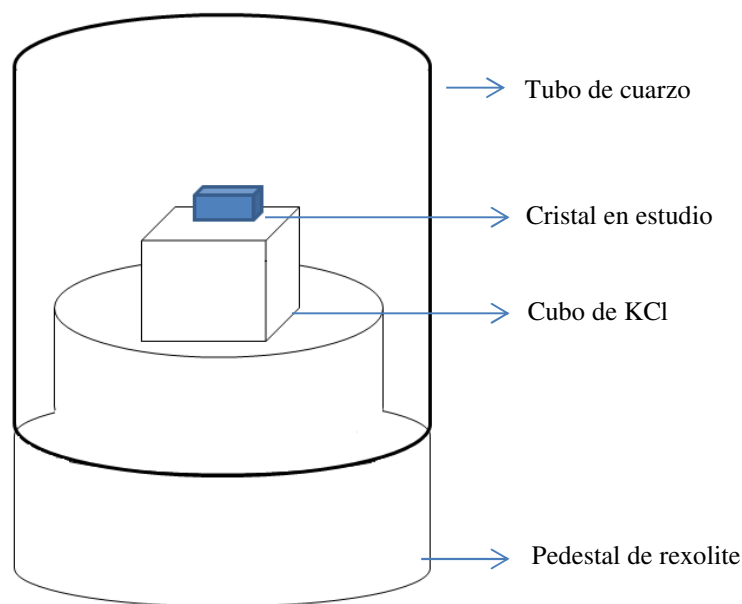 Tubo de cuarzo
Cristal en estudio
Cubo de KCl
Pedestal de rexolite